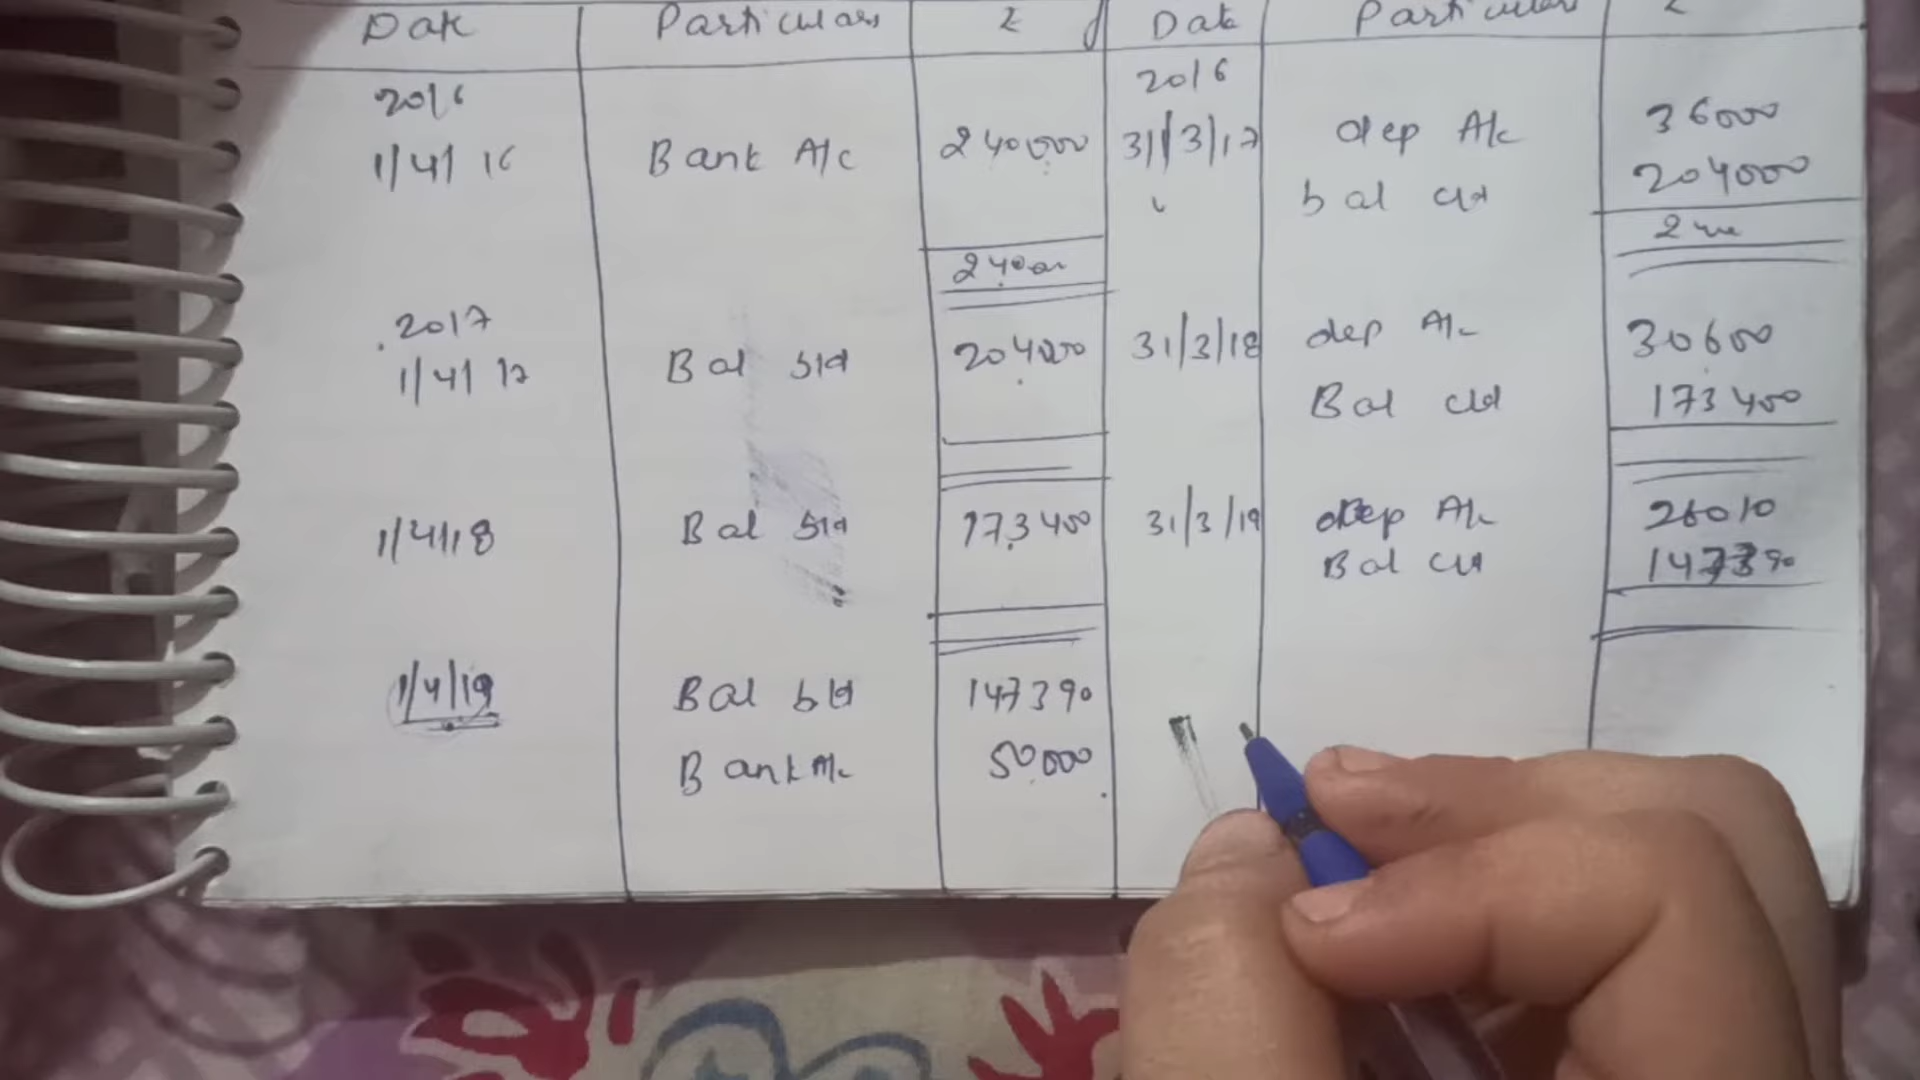 Date Particulars ₹ Date Particulars ₹
2016 2016
1/4/16 Bank A/c 240000 31/3/17 dep A/c 36000
bal c/d 204000
24000
2017
1/4/17 Bal b/d 204000 31/3/18 dep A/c 30600
Bal c/d 173400
1/4/18 Bal b/d 173400 31/3/19 dep A/c 26010
Bal c/d 147390
1/4/19 Bal b/d 147390
Bank A/c 50000